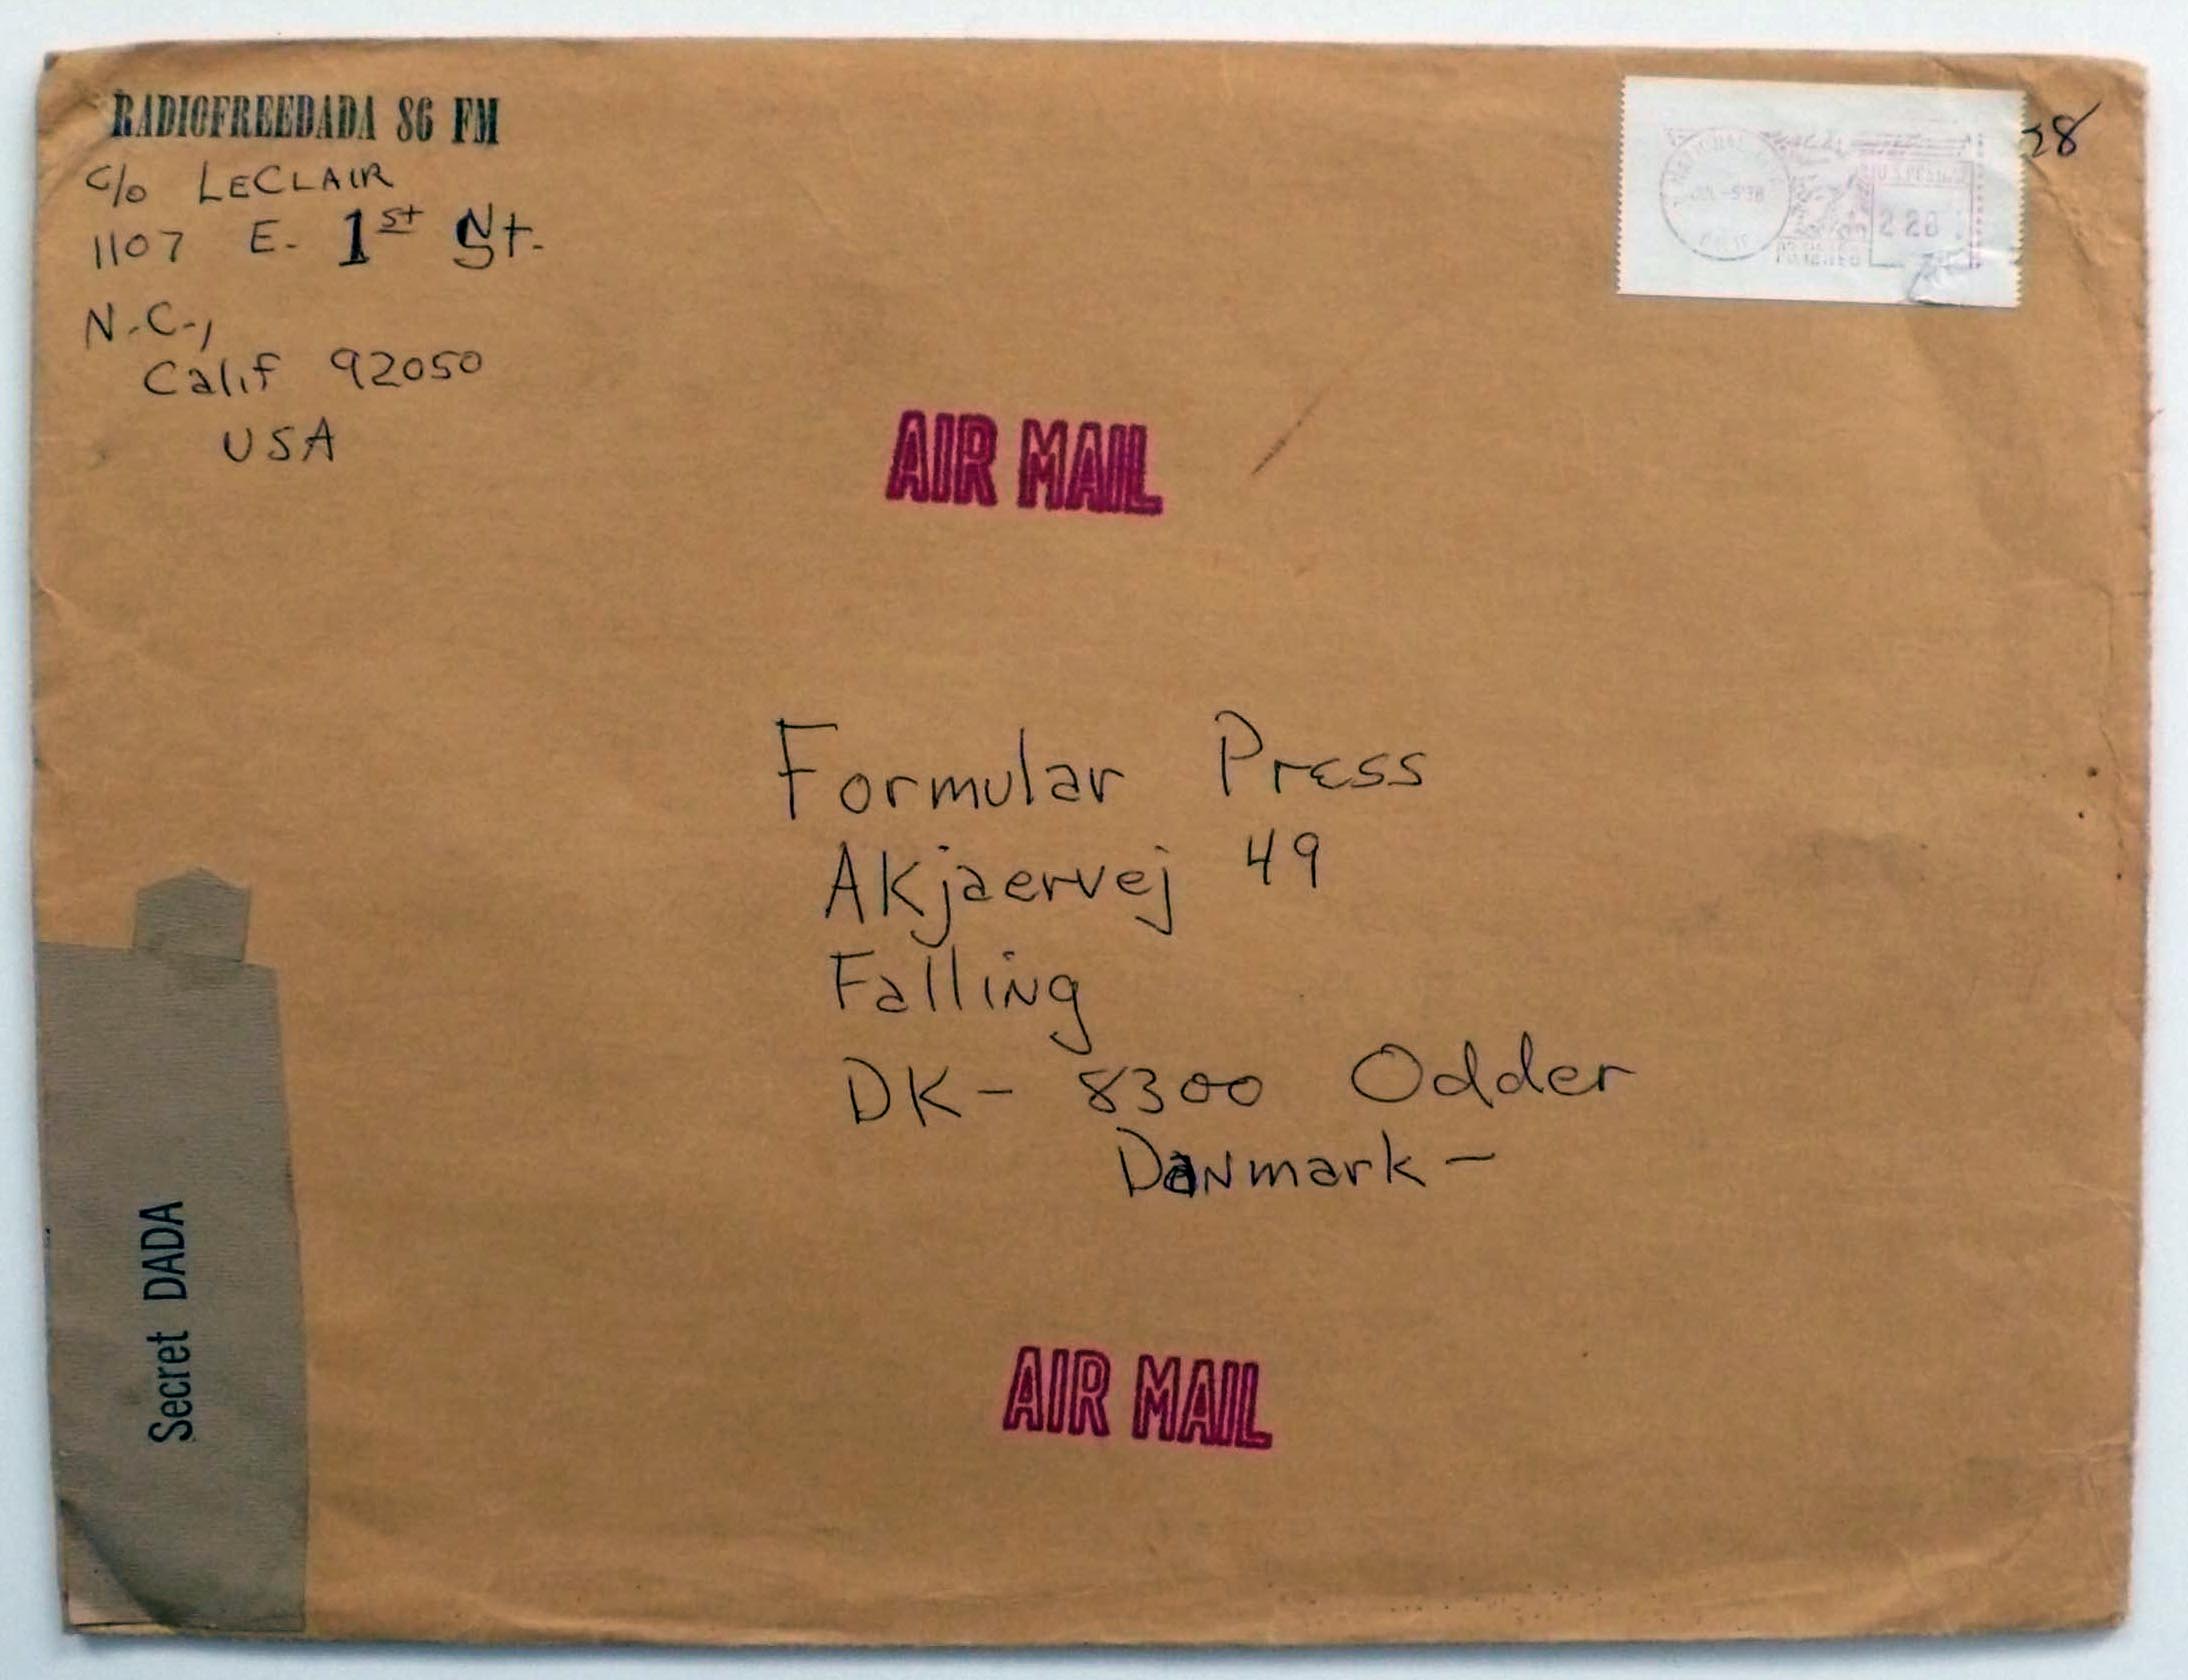 RADIOFREEDADA 86 FM
c/o LECLAIR
1107 E. 1st St.
N.C.,
Calif 92050
USA
28
AIR MAIL
Formular Press
AKjaervej 49
Falling
DK- 8300 Odder
Danmark-
Secret DADA
AIR MAIL